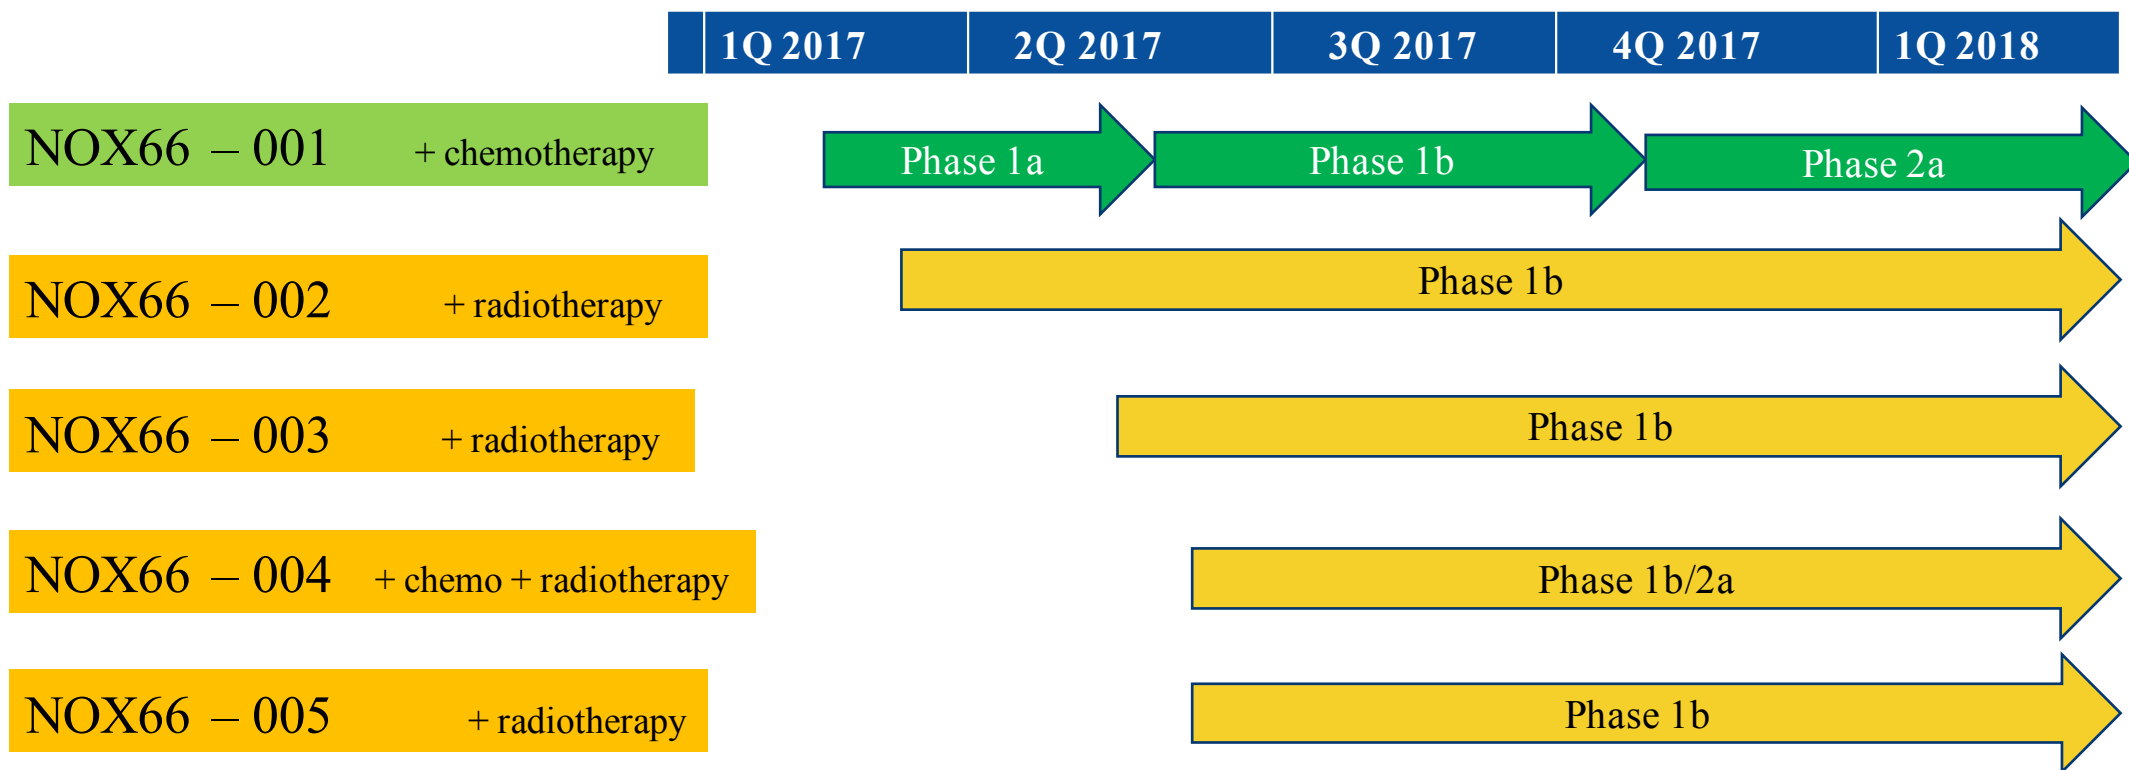 1Q 2017 2Q 2017 3Q 2017 4Q 2017 1Q 2018
NOX66 – 001 + chemotherapy Phase 1a Phase 1b Phase 2a
NOX66 – 002 + radiotherapy Phase 1b
NOX66 – 003 + radiotherapy Phase 1b
NOX66 – 004 + chemo + radiotherapy Phase 1b/2a
NOX66 – 005 + radiotherapy Phase 1b